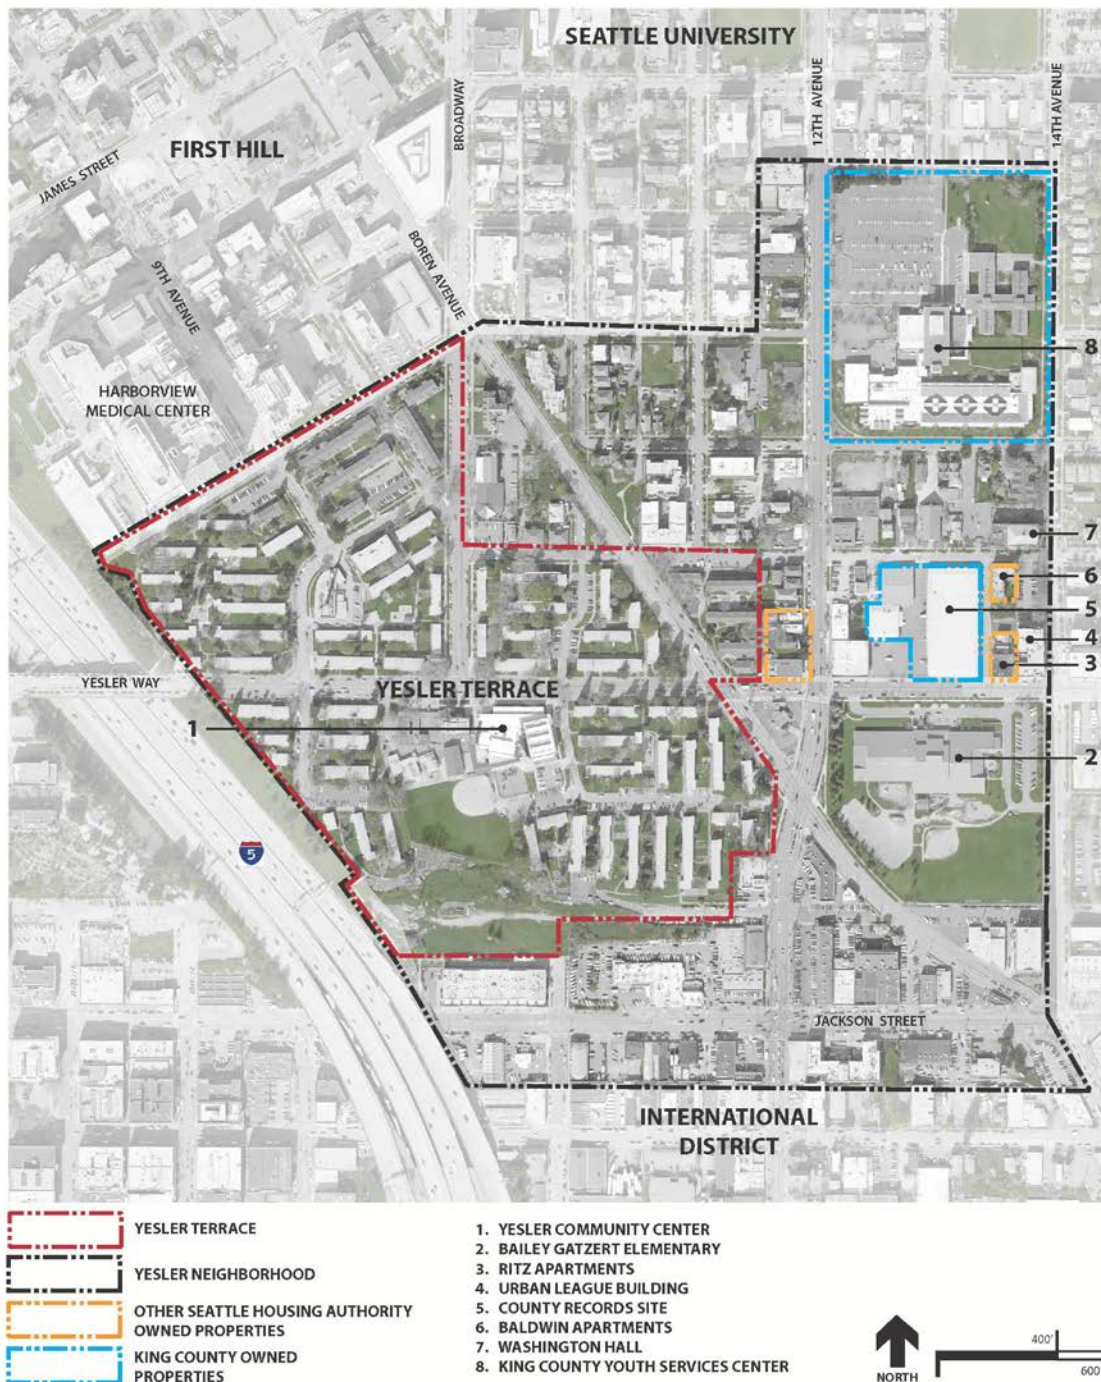 SEATTLE UNIVERSITY
BROADWAY
12TH AVENUE
14TH AVENUE
FIRST HILL
JAMES STREET
9TH AVENUE
BOREN AVENUE
8
HARBORVIEW
MEDICAL CENTER
7
6
5
4
3
YESLER WAY
YESLER TERRACE
1
2
5
JACKSON STREET
INTERNATIONAL
DISTRICT
YESLER TERRACE
YESLER NEIGHBORHOOD
OTHER SEATTLE HOUSING AUTHORITY
OWNED PROPERTIES
KING COUNTY OWNED
PROPERTIES
1. YESLER COMMUNITY CENTER
2. BAILEY GATZERT ELEMENTARY
3. RITZ APARTMENTS
4. URBAN LEAGUE BUILDING
5. COUNTY RECORDS SITE
6. BALDWIN APARTMENTS
7. WASHINGTON HALL
8. KING COUNTY YOUTH SERVICES CENTER
NORTH
400'
600'